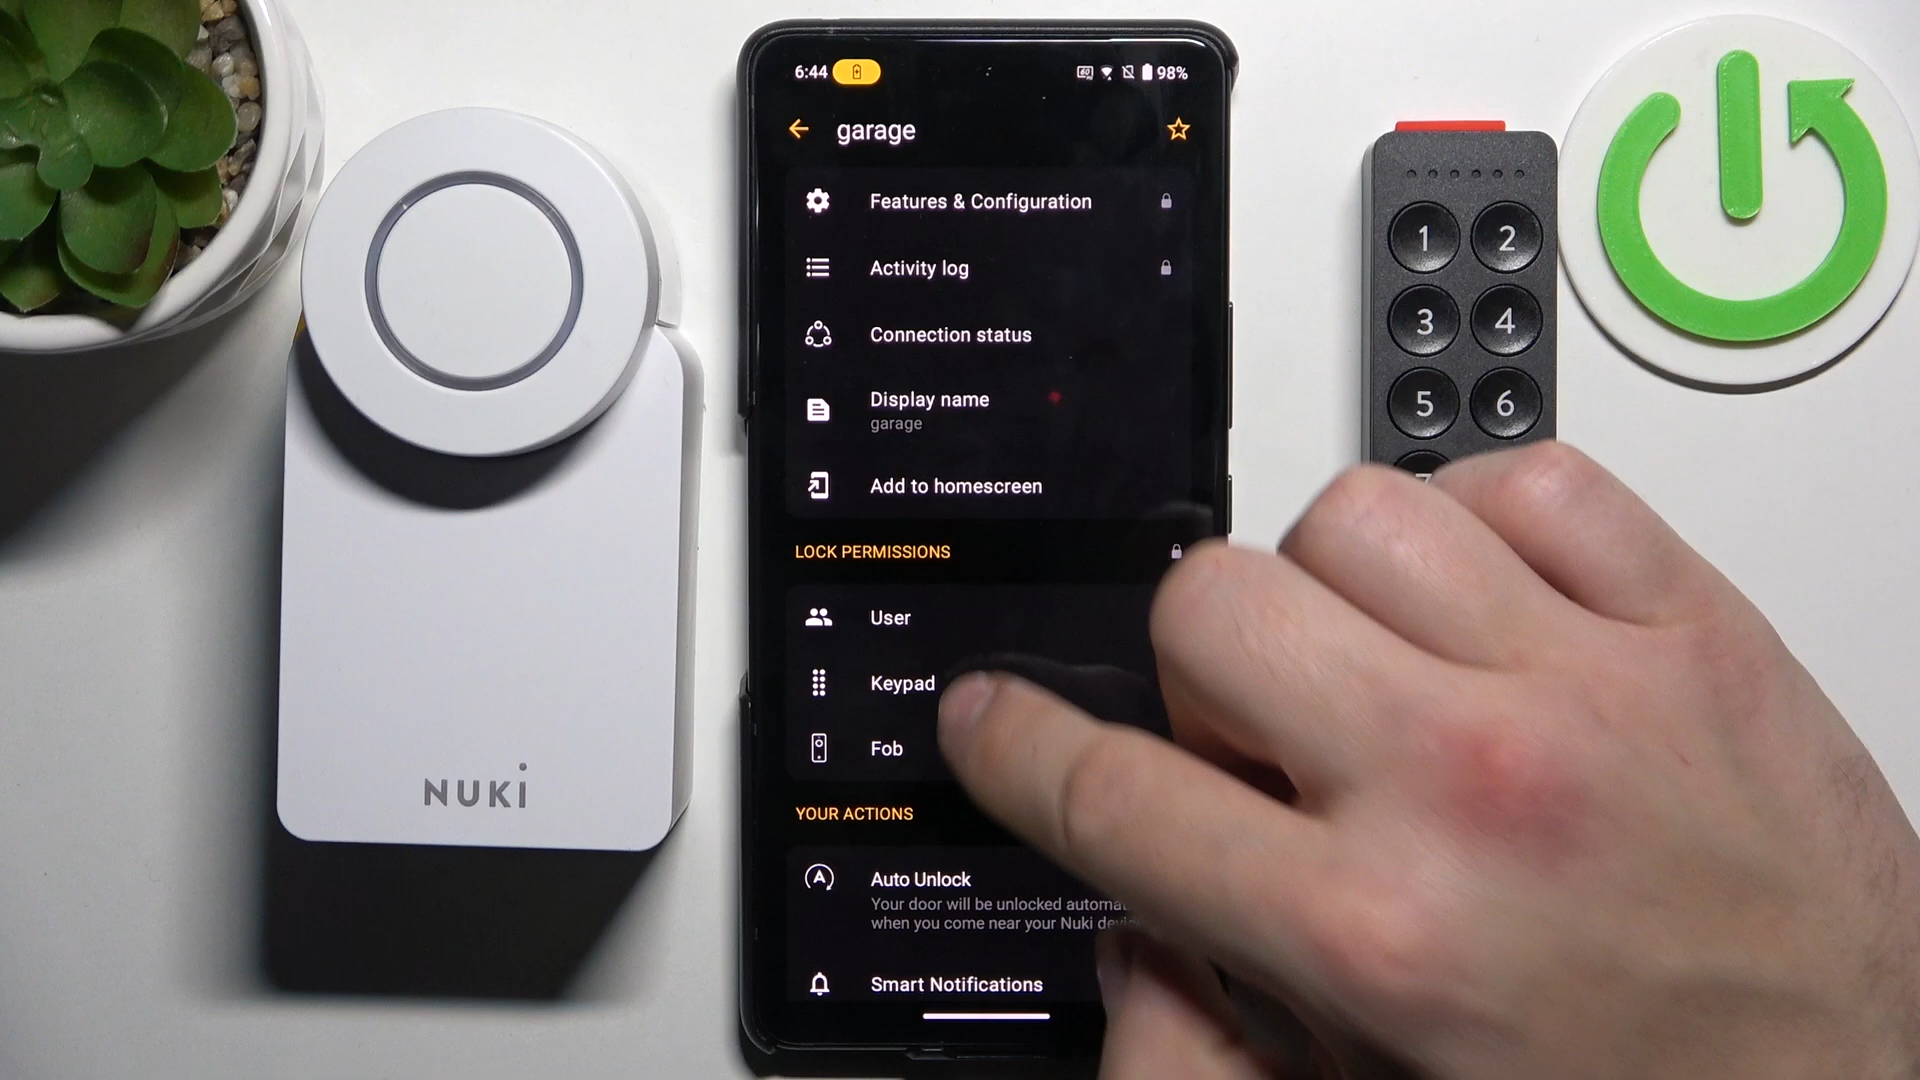 6:44
98%
garage
Features & Configuration
Activity log
Connection status
Display name
garage
Add to homescreen
LOCK PERMISSIONS
User
Keypad
Fob
YOUR ACTIONS
Auto Unlock
Your door will be unlocked
when you come near your Nuki
Smart Notifications
NUKI
1 2
3 4
5 6